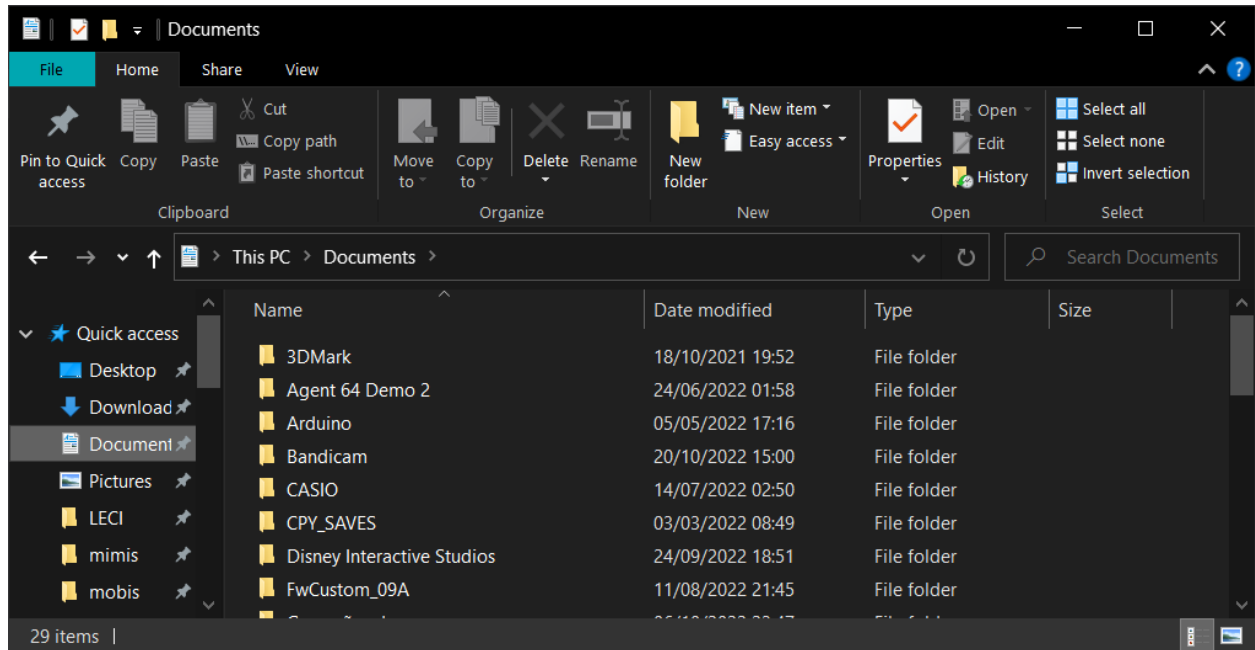 Documents
File Home Share View
Pin to Quick access
Copy
Paste
Cut
Copy path
Paste shortcut
Move to
Copy to
Delete
Rename
New folder
New item
Easy access
Properties
Open
Edit
History
Select all
Select none
Invert selection
Clipboard Organize New Open Select
This PC > Documents >
Search Documents
Name Date modified Type Size
Quick access
Desktop
Download
Document
Pictures
LECI
mimis
mobis
3DMark 18/10/2021 19:52 File folder
Agent 64 Demo 2 24/06/2022 01:58 File folder
Arduino 05/05/2022 17:16 File folder
Bandicam 20/10/2022 15:00 File folder
CASIO 14/07/2022 02:50 File folder
CPY_SAVES 03/03/2022 08:49 File folder
Disney Interactive Studios 24/09/2022 18:51 File folder
FwCustom_09A 11/08/2022 21:45 File folder
29 items